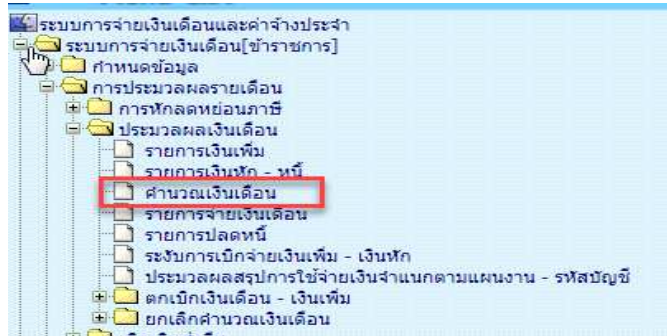 ระบบการจ่ายเงินเดือนและค่าจ้างประจำ
ระบบการจ่ายเงินเดือน[ข้าราชการ]
กำหนดข้อมูล
การประมวลผลรายเดือน
การหักลดหย่อนภาษี
ประมวลผลเงินเดือน
รายการเงินเพิ่ม
รายการเงินหัก - หนี้
คำนวณเงินเดือน
รายการจ่ายเงินเดือน
รายการปลดหนี้
ระงับการเบิกจ่ายเงินเพิ่ม - เงินหัก
ประมวลผลสรุปการใช้จ่ายเงินจำแนกตามแผนงาน - รหัสบัญชี
ตกเบิกเงินเดือน - เงินเพิ่ม
ยกเลิกคำนวณเงินเดือน